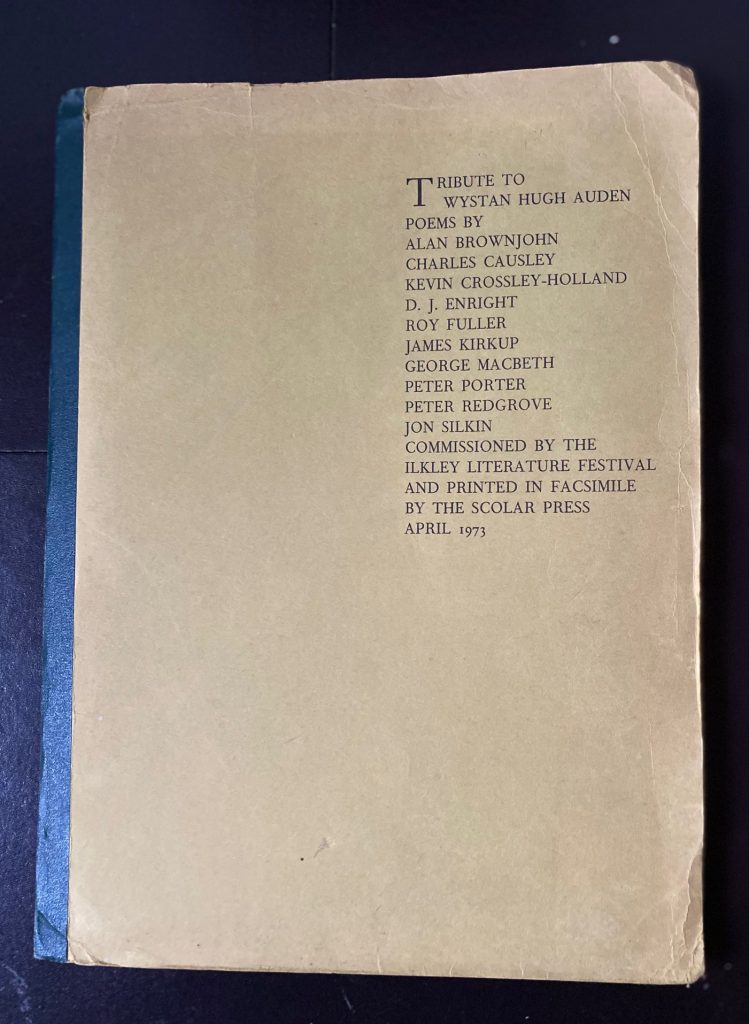 TRIBUTE TO
WYSTAN HUGH AUDEN
POEMS BY
ALAN BROWNJOHN
CHARLES CAUSLEY
KEVIN CROSSLEY-HOLLAND
D. J. ENRIGHT
ROY FULLER
JAMES KIRKUP
GEORGE MACBETH
PETER PORTER
PETER REDGROVE
JON SILKIN
COMMISSIONED BY THE
ILKLEY LITERATURE FESTIVAL
AND PRINTED IN FACSIMILE
BY THE SCOLAR PRESS
APRIL 1973